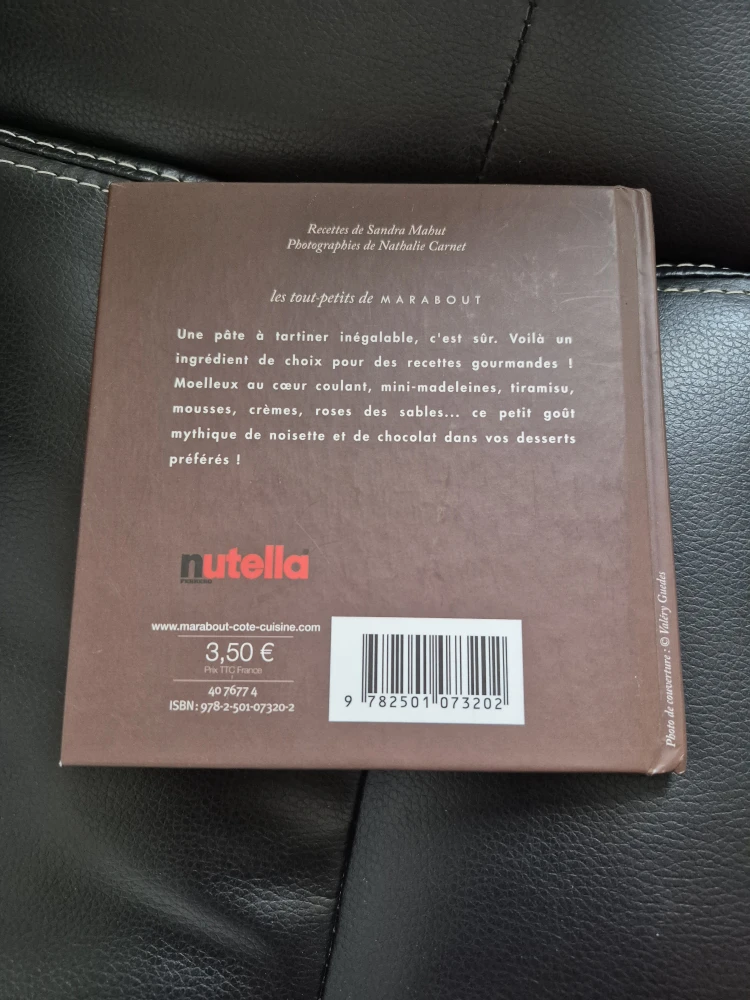 Recettes de Sandra Mahut
Photographies de Nathalie Carnet
les tout-petits de MARABOUT
Une pâte à tartiner inégalable, c'est sûr. Voilà un
ingrédient de choix pour des recettes gourmandes !
Moelleux au cœur coulant, mini-madeleines, tiramisu,
mousses, crèmes, roses des sables... ce petit goût
mythique de noisette et de chocolat dans vos desserts
préférés !
nutella
FERRERO
www.marabout-cote-cuisine.com
3,50 €
Prix TTC France
40 7677 4
ISBN : 978-2-501-07320-2
9 782501 073202
Photo de couverture : © Valéry Guedes